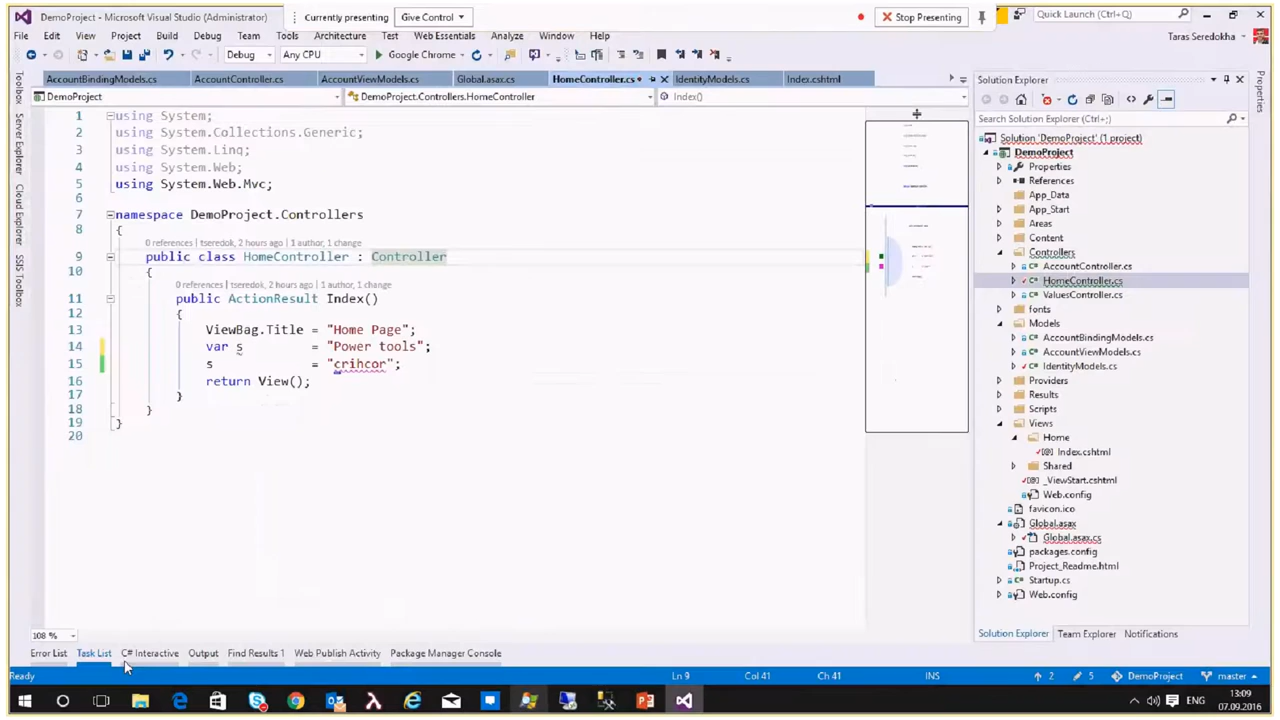 DemoProject - Microsoft Visual Studio (Administrator)
Currently presenting
Give Control
Stop Presenting
Quick Launch (Ctrl+Q)
File Edit View Project Build Debug Team Tools Architecture Test Web Essentials Analyze Window Help
Taras Seredokha
Debug Any CPU Google Chrome
AccountBindingModels.cs AccountController.cs AccountViewModels.cs Global.asax.cs HomeController.cs IdentityModels.cs Index.cshtml
DemoProject DemoProject.Controllers.HomeController Index()
Toolbox
Server Explorer
Cloud Explorer
SSIS Toolbox
1 using System;
2 using System.Collections.Generic;
3 using System.Linq;
4 using System.Web;
5 using System.Web.Mvc;
6
7 namespace DemoProject.Controllers
8 {
0 references | tseredok, 2 hours ago | 1 author, 1 change
9 public class HomeController : Controller
10 {
0 references | tseredok, 2 hours ago | 1 author, 1 change
11 public ActionResult Index()
12 {
13 ViewBag.Title = "Home Page";
14 var s = "Power tools";
15 s = "crihcor";
16 return View();
17 }
18 }
19 }
20
108 %
Solution Explorer
Search Solution Explorer (Ctrl+;)
Solution 'DemoProject' (1 project)
DemoProject
Properties
References
App_Data
App_Start
Areas
Content
Controllers
AccountController.cs
HomeController.cs
ValuesController.cs
fonts
Models
AccountBindingModels.cs
AccountViewModels.cs
IdentityModels.cs
Providers
Results
Scripts
Views
Home
Index.cshtml
Shared
_ViewStart.cshtml
Web.config
favicon.ico
Global.asax
Global.asax.cs
packages.config
Project_Readme.html
Startup.cs
Web.config
Solution Explorer Team Explorer Notifications
Properties
Error List Task List C# Interactive Output Find Results 1 Web Publish Activity Package Manager Console
Ready Ln 9 Col 41 Ch 41 INS 2 5 DemoProject master
ENG
13:09
07.09.2016